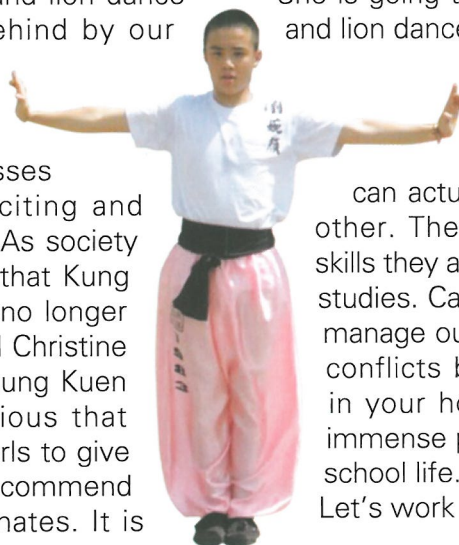 and lion dance
ehind by our
sses
citing and
As society
that Kung
no longer
Christine
ung Kuen
ious that
rls to give
commend
nates. It is
She is going t
and lion dance
can actu
other. The
skills they a
studies. Ca
manage ou
conflicts b
in your ho
immense p
school life.
Let's work